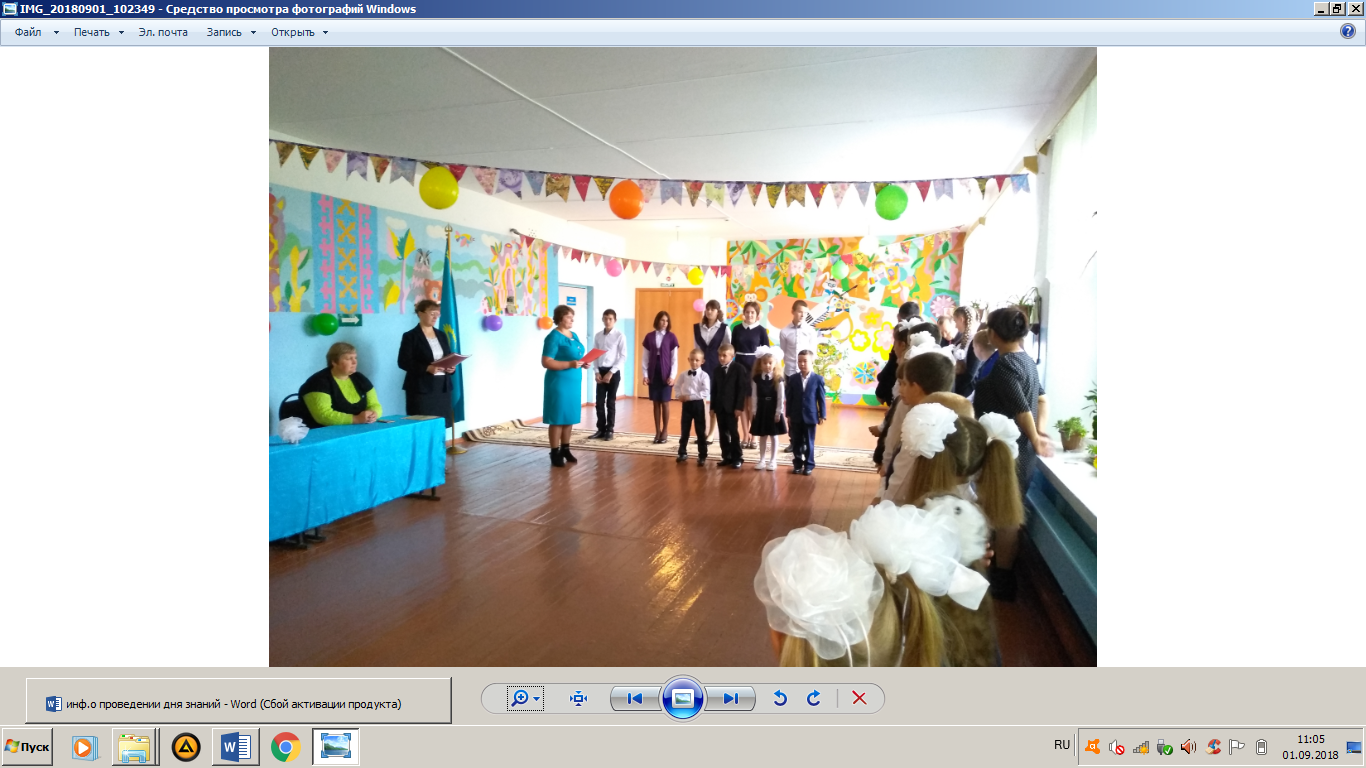 IMG_20180901_102349 - Средство просмотра фотографий Windows
Файл Печать Эл. почта Запись Открыть
инф.о проведении дня знаний - Word (Сбой активации продукта)
Пуск
RU
11:05
01.09.2018